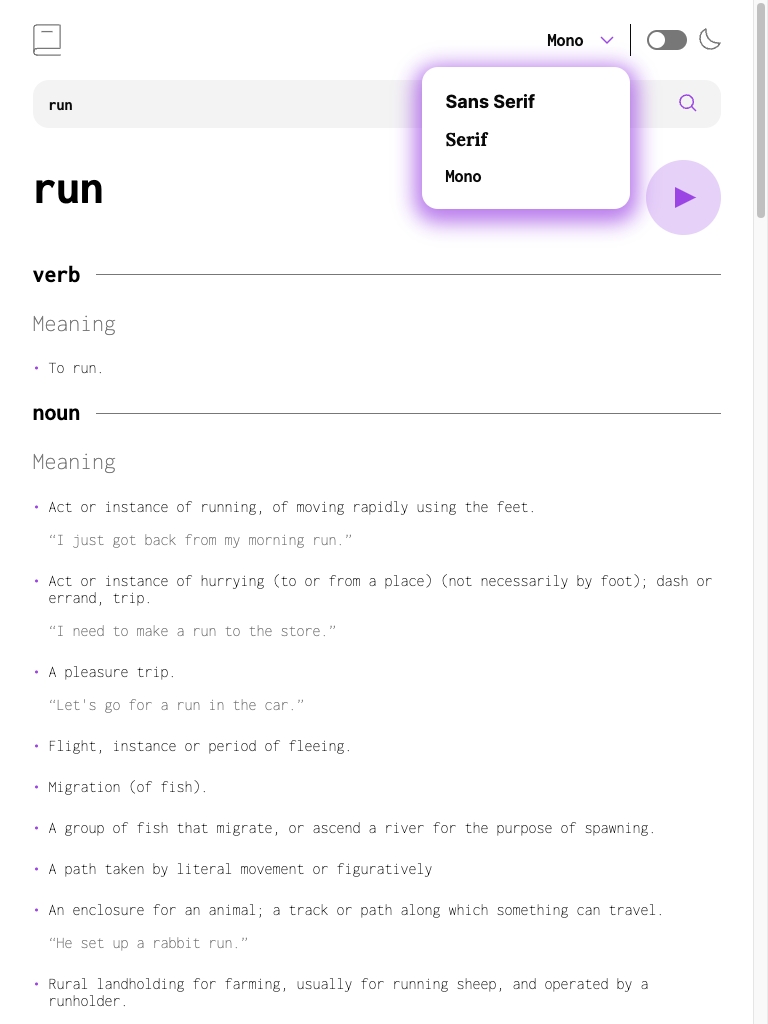 Mono
run
Sans Serif
Serif
Mono
run
verb
Meaning
• To run.
noun
Meaning
• Act or instance of running, of moving rapidly using the feet.
“I just got back from my morning run.”
• Act or instance of hurrying (to or from a place) (not necessarily by foot); dash or
errand, trip.
“I need to make a run to the store.”
• A pleasure trip.
“Let's go for a run in the car.”
• Flight, instance or period of fleeing.
• Migration (of fish).
• A group of fish that migrate, or ascend a river for the purpose of spawning.
• A path taken by literal movement or figuratively
• An enclosure for an animal; a track or path along which something can travel.
“He set up a rabbit run.”
• Rural landholding for farming, usually for running sheep, and operated by a
runholder.